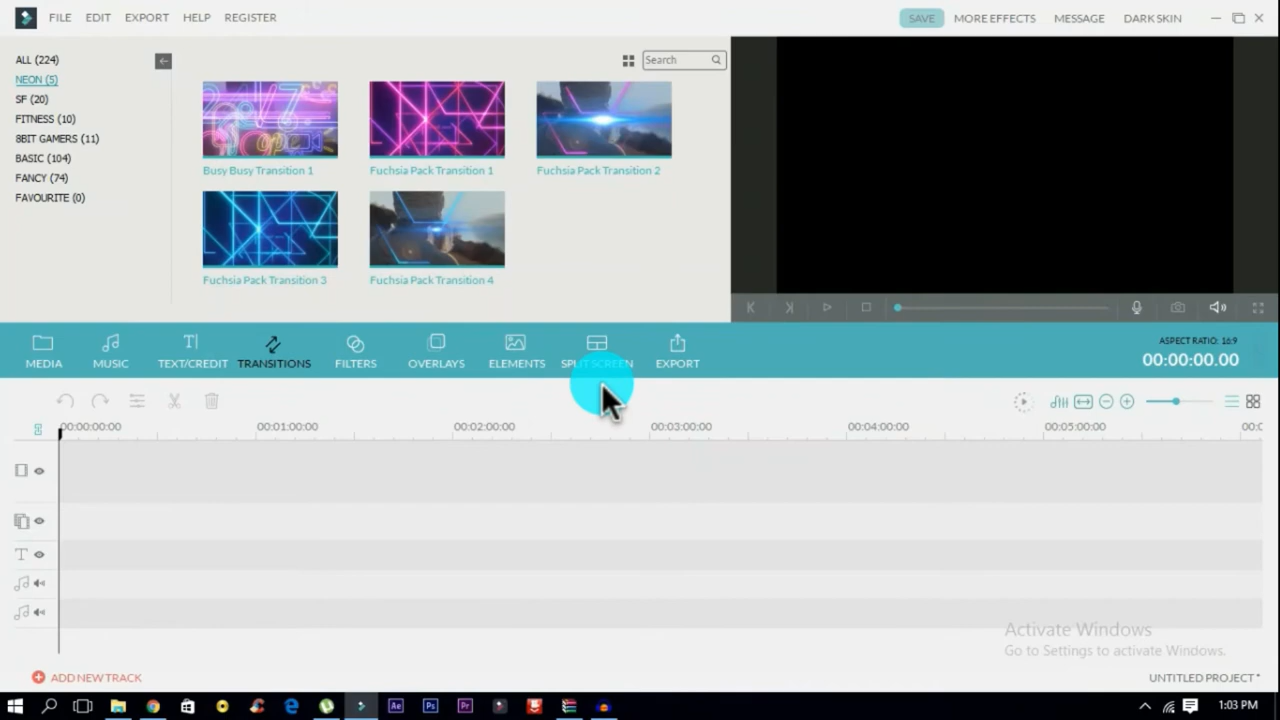 FILE EDIT EXPORT HELP REGISTER SAVE MORE EFFECTS MESSAGE DARK SKIN
ALL (224)
NEON (5)
SF (20)
FITNESS (10)
8BIT GAMERS (11)
BASIC (104)
FANCY (74)
FAVOURITE (0)
Search
Busy Busy Transition 1
Fuchsia Pack Transition 1
Fuchsia Pack Transition 2
Fuchsia Pack Transition 3
Fuchsia Pack Transition 4
MEDIA MUSIC TEXT/CREDIT TRANSITIONS FILTERS OVERLAYS ELEMENTS SPLIT SCREEN EXPORT
ASPECT RATIO: 16:9
00:00:00.00
00:00:00:00 00:01:00:00 00:02:00:00 00:03:00:00 00:04:00:00 00:05:00:00
Activate Windows
Go to Settings to activate Windows.
ADD NEW TRACK
UNTITLED PROJECT*
Ae Ps Pr
1:03 PM